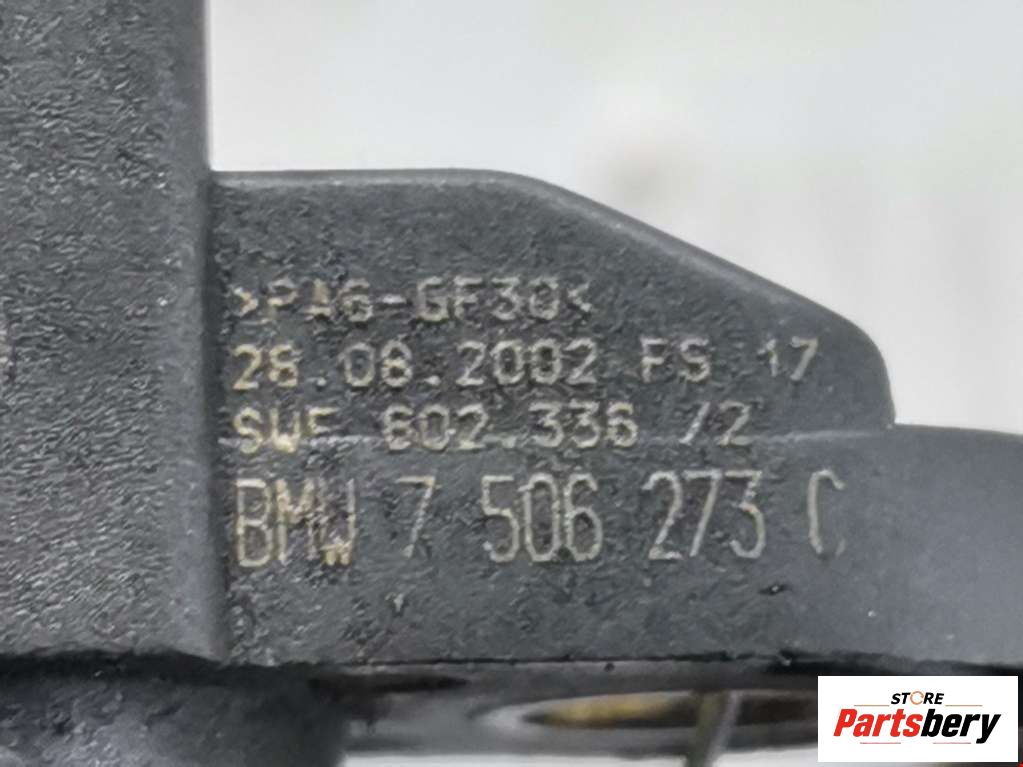 >PA6-GF30<
28.08.2002 FS 17
SWF 602.336 /2
BMW 7 506 273 C
STORE
Partsbery